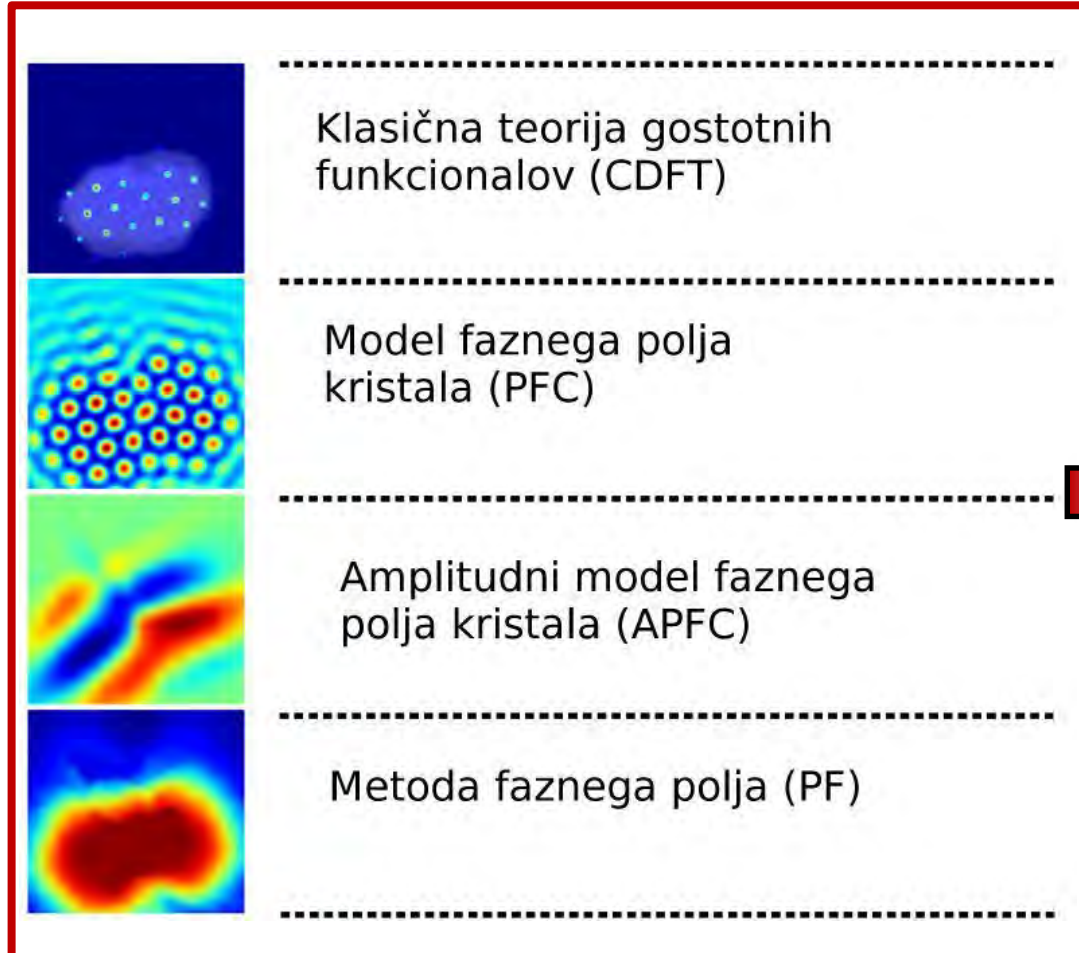 Klasična teorija gostotnih
funkcionalov (CDFT)
Model faznega polja
kristala (PFC)
Amplitudni model faznega
polja kristala (APFC)
Metoda faznega polja (PF)